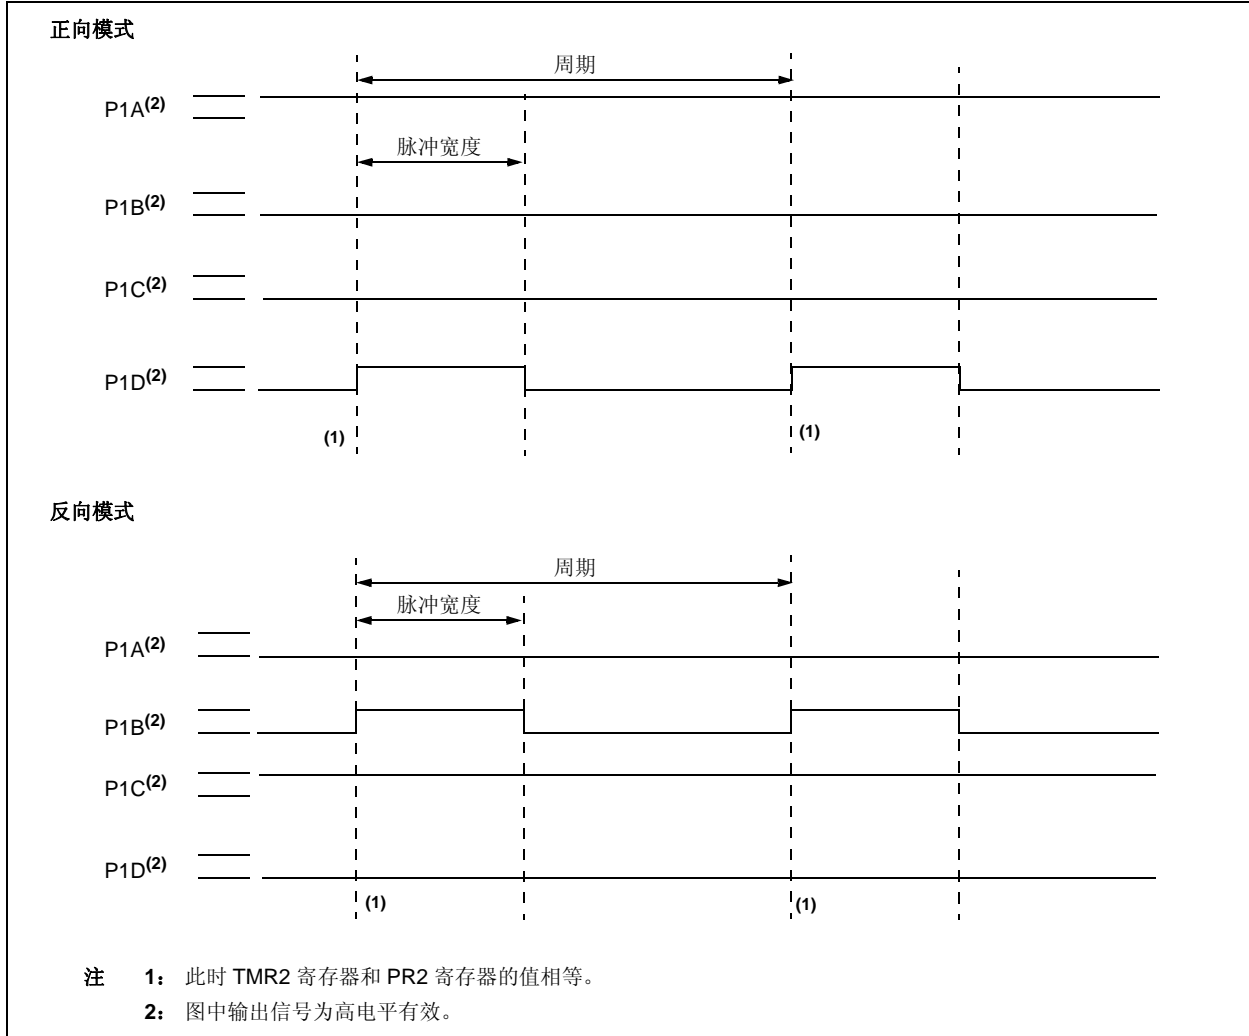 正向模式
周期
P1A(2)
脉冲宽度
P1B(2)
P1C(2)
P1D(2)
(1)
(1)
反向模式
周期
脉冲宽度
P1A(2)
P1B(2)
P1C(2)
P1D(2)
(1)
(1)
注 1： 此时 TMR2 寄存器和 PR2 寄存器的值相等。
2： 图中输出信号为高电平有效。